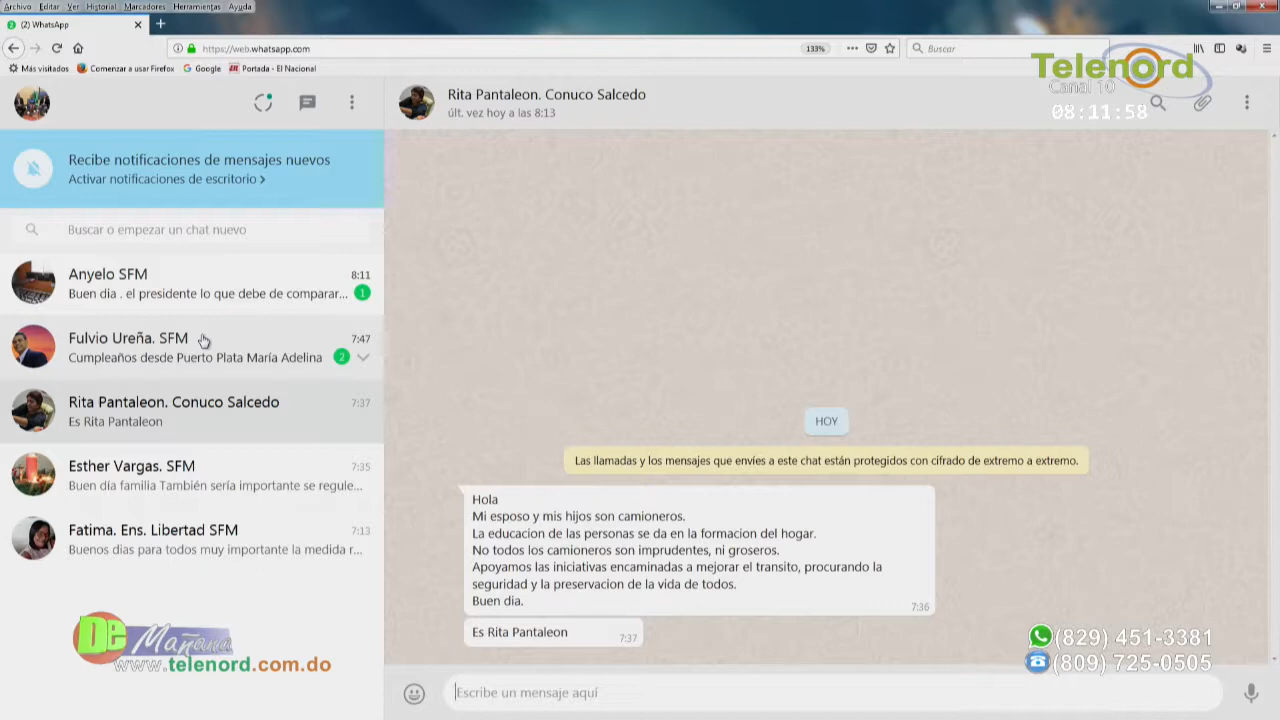 Archivo Editar Ver Historial Marcadores Herramientas Ayuda
2 (2) WhatsApp
https://web.whatsapp.com
133%
Buscar
Más visitados Comenzar a usar Firefox Google Portada - El Nacional
Telenord
Canal 10
08:11:58
Rita Pantaleon. Conuco Salcedo
últ. vez hoy a las 8:13
Recibe notificaciones de mensajes nuevos
Activar notificaciones de escritorio >
Buscar o empezar un chat nuevo
Anyelo SFM 8:11
Buen dia . el presidente lo que debe de comparar... 1
Fulvio Ureña. SFM 7:47
Cumpleaños desde Puerto Plata María Adelina 2
Rita Pantaleon. Conuco Salcedo 7:37
Es Rita Pantaleon
Esther Vargas. SFM 7:35
Buen día familia También sería importante se regule...
Fatima. Ens. Libertad SFM 7:13
Buenos dias para todos muy importante la medida r...
HOY
Las llamadas y los mensajes que envíes a este chat están protegidos con cifrado de extremo a extremo.
Hola
Mi esposo y mis hijos son camioneros.
La educacion de las personas se da en la formacion del hogar.
No todos los camioneros son imprudentes, ni groseros.
Apoyamos las iniciativas encaminadas a mejorar el transito, procurando la
seguridad y la preservacion de la vida de todos.
Buen dia.
7:36
Es Rita Pantaleon 7:37
Escribe un mensaje aquí
De Mañana
www.telenord.com.do
(829) 451-3381
(809) 725-0505